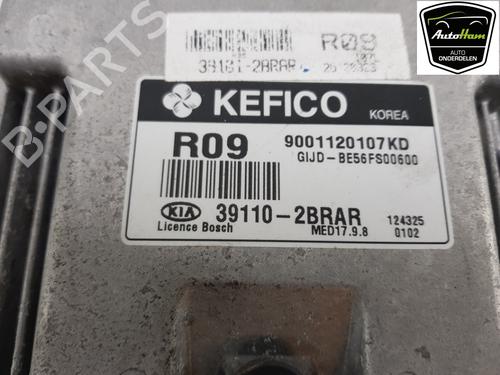 AutoHam
AUTO
ONDERDELEN
R09
39101-2BRAR
KEFICO
KOREA
R09
9001120107KD
GIJD-BE56FS00600
KIA
39110-2BRAR
124325
Licence Bosch
MED17.9.8
0102
B-PARTS